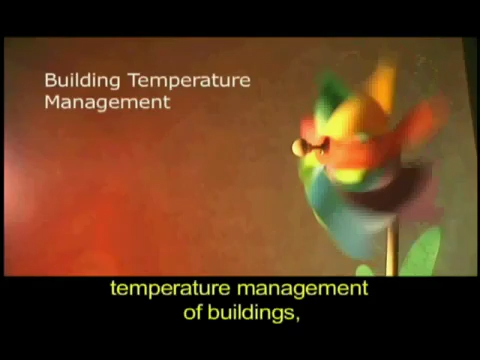 Building Temperature
Management
temperature management
of buildings,